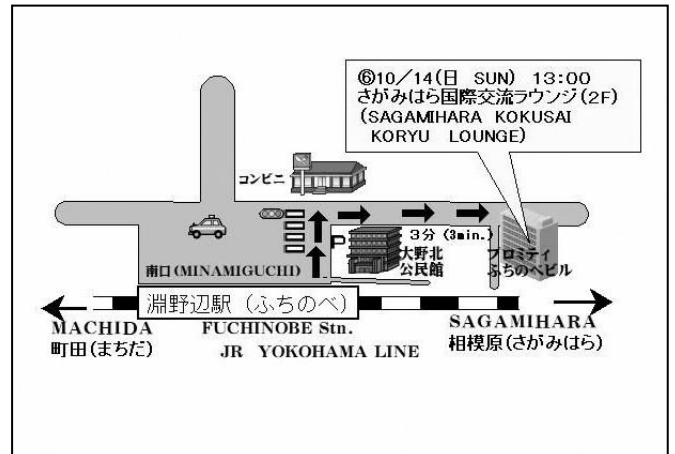 ⑥10／14(日 SUN) 13:00
さがみはら国際交流ラウンジ(2F)
(SAGAMIHARA KOKUSAI
KORYU LOUNGE)
コンビニ
P
3分 (3min.)
大野北
公民館
プロミティ
ふちのべビル
南口(MINAMIGUCHI)
淵野辺駅 (ふちのべ)
MACHIDA
町田(まちだ)
FUCHINOBE Stn.
JR YOKOHAMA LINE
SAGAMIHARA
相模原(さがみはら)